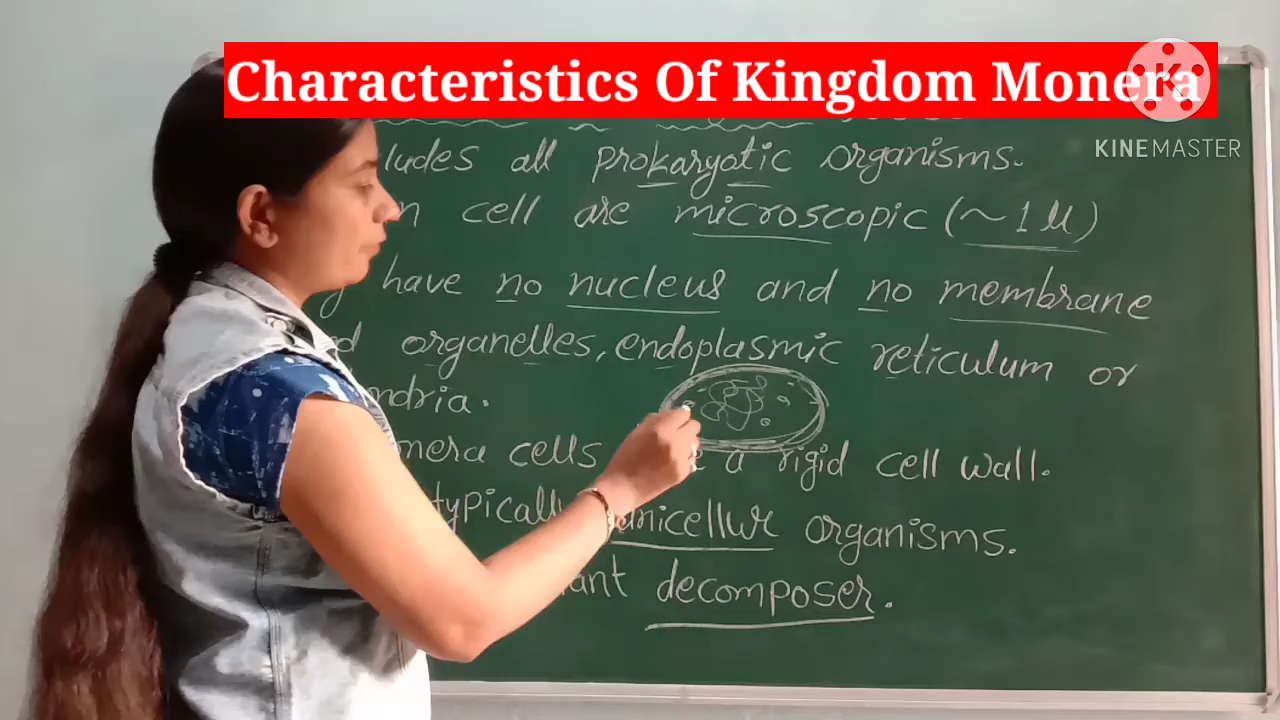 Characteristics Of Kingdom Monera
KINEMASTER
ludes all prokaryotic organisms.
n cell are microscopic (~1 μ)
have no nucleus and no membrane
d organelles, endoplasmic reticulum or
ndria.
mera cells a rigid cell wall.
typically unicellur organisms.
ant decomposer.